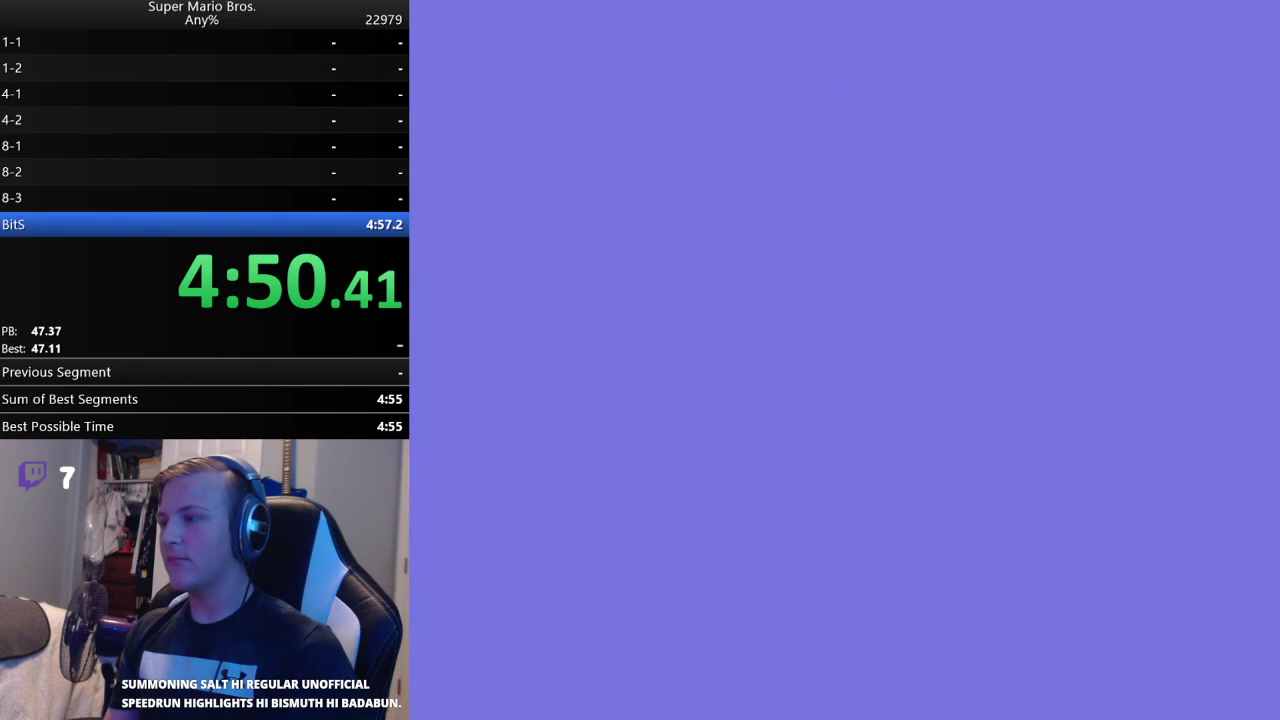 Super Mario Bros.
Any% 22979
1-1 - -
1-2 - -
4-1 - -
4-2 - -
8-1 - -
8-2 - -
8-3 - -
BitS 4:57.2
4:50.41
PB: 47.37
Best: 47.11 -
Previous Segment -
Sum of Best Segments 4:55
Best Possible Time 4:55
7
SUMMONING SALT HI REGULAR UNOFFICIAL
SPEEDRUN HIGHLIGHTS HI BISMUTH HI BADABUN.